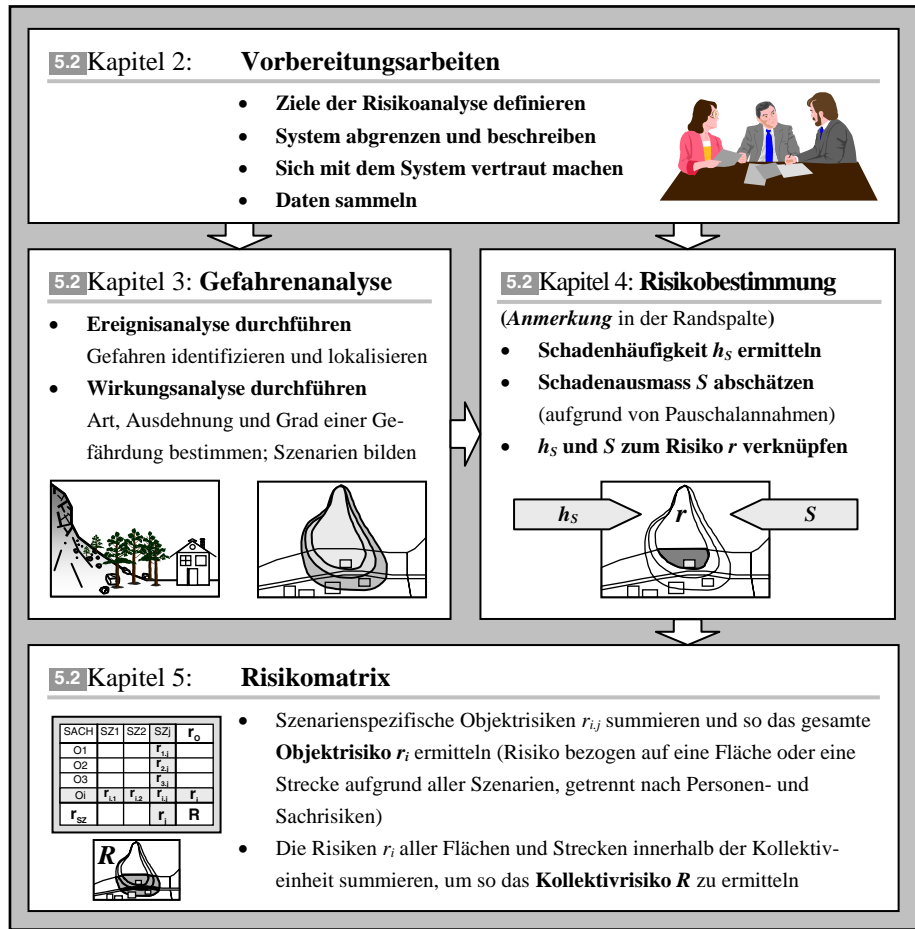 5.2 Kapitel 2: Vorbereitungsarbeiten
• Ziele der Risikoanalyse definieren
• System abgrenzen und beschreiben
• Sich mit dem System vertraut machen
• Daten sammeln
5.2 Kapitel 3: Gefahrenanalyse
• Ereignisanalyse durchführen
Gefahren identifizieren und lokalisieren
• Wirkungsanalyse durchführen
Art, Ausdehnung und Grad einer Ge-
fährdung bestimmen; Szenarien bilden
5.2 Kapitel 4: Risikobestimmung
(Anmerkung in der Randspalte)
• Schadenhäufigkeit hS ermitteln
• Schadenausmass S abschätzen
(aufgrund von Pauschalannahmen)
• hS und S zum Risiko r verknüpfen
hS r S
5.2 Kapitel 5: Risikomatrix
SACH SZ1 SZ2 SZj rO
O1 r1.j
O2 r2.j
O3 r3.j
Oi ri.1 ri.2 ri.j ri
rSZ rj R
R
• Szenarienspezifische Objektrisiken ri.j summieren und so das gesamte
Objektrisiko ri ermitteln (Risiko bezogen auf eine Fläche oder eine
Strecke aufgrund aller Szenarien, getrennt nach Personen- und
Sachrisiken)
• Die Risiken ri aller Flächen und Strecken innerhalb der Kollektiv-
einheit summieren, um so das Kollektivrisiko R zu ermitteln